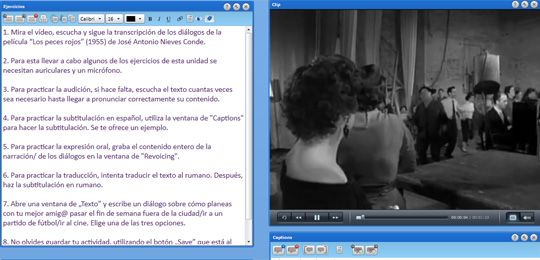 Ejercicios
Calibri
16
B I U
1. Mira el vídeo, escucha y sigue la transcripción de los diálogos de la
película "Los peces rojos" (1955) de José Antonio Nieves Conde.
2. Para esta llevar a cabo algunos de los ejercicios de esta unidad se
necesitan auriculares y un micrófono.
3. Para practicar la audición, si hace falta, escucha el texto cuantas veces
sea necesario hasta llegar a pronunciar correctamente su contenido.
4. Para practicar la subtitulación en español, utiliza la ventana de "Captions"
para hacer la subtitulación. Se te ofrece un ejemplo.
5. Para practicar la expresión oral, graba el contenido entero de la
narración/ de los diálogos en la ventana de "Revoicing".
6. Para practicar la traducción, intenta traducir el texto al rumano. Después,
haz la subtitulación en rumano.
7. Abre una ventana de „Texto” y escribe un diálogo sobre cómo planeas
con tu mejor amig@ pasar el fin de semana fuera de la ciudad/ir a un
partido de fútbol/ir al cine. Elige una de las tres opciones.
8. No olvides guardar tu actividad, utilizando el botón „Save” que está al
Clip
Captions